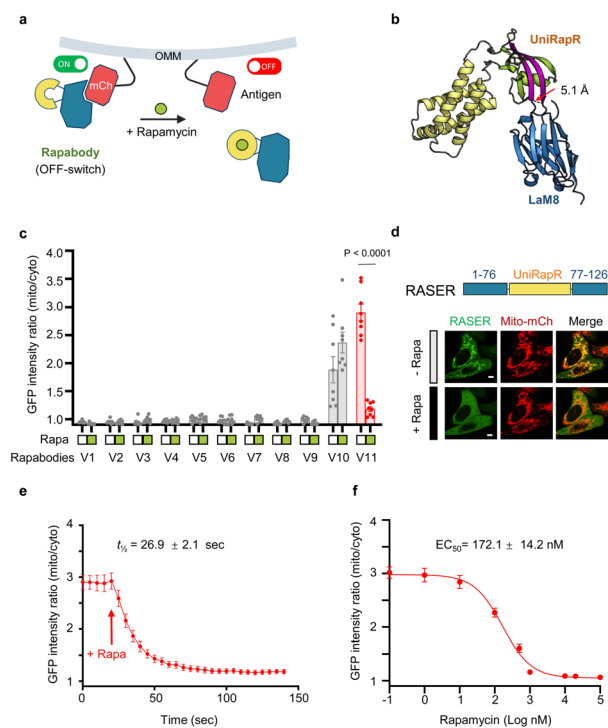 a
OMM
ON
OFF
mCh
Antigen
+ Rapamycin
Rapabody
(OFF-switch)
b
UniRapR
5.1 Å
LaM8
c
P < 0.0001
GFP intensity ratio (mito/cyto)
4.0
3.5
3.0
2.5
2.0
1.5
1.0
Rapa
Rapabodies V1 V2 V3 V4 V5 V6 V7 V8 V9 V10 V11
d
1-76 UniRapR 77-126
RASER
RASER Mito-mCh Merge
- Rapa
+ Rapa
e
GFP intensity ratio (mito/cyto)
4
3
2
1
t½ = 26.9 ± 2.1 sec
+ Rapa
0 50 100 150
Time (sec)
f
GFP intensity ratio (mito/cyto)
4
3
2
1
EC50= 172.1 ± 14.2 nM
-1 0 1 2 3 4 5
Rapamycin (Log nM)